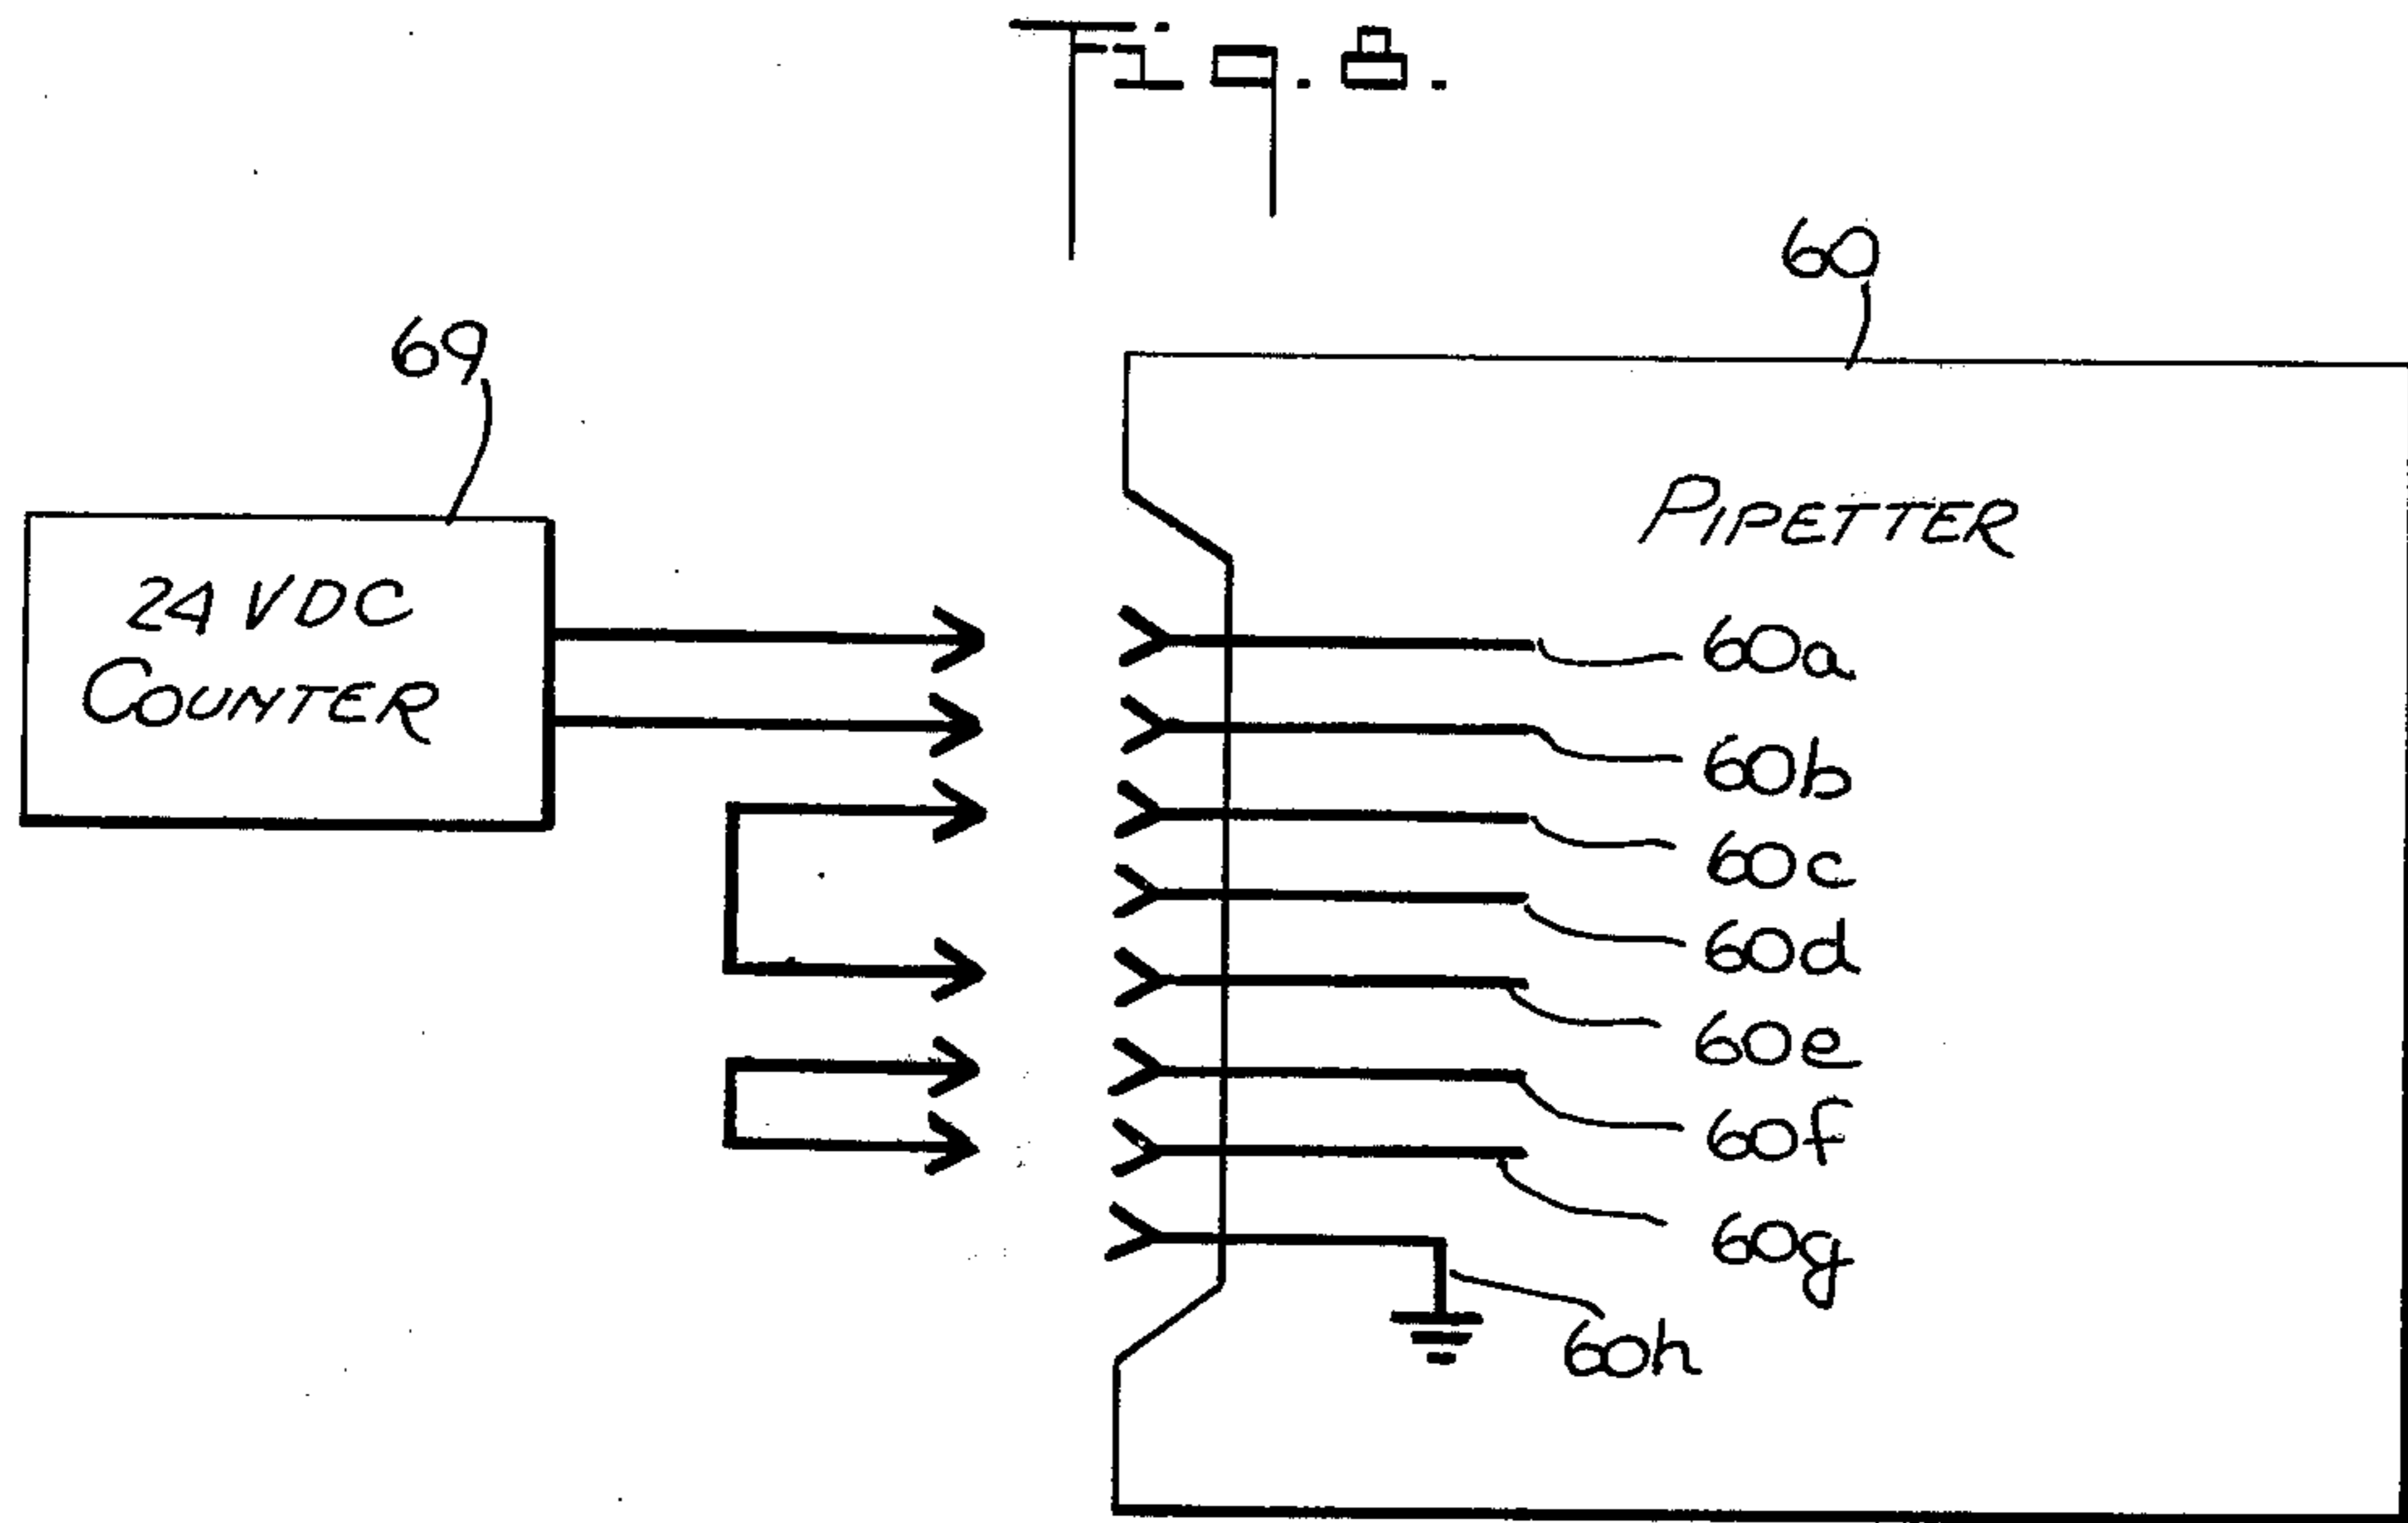 Fig. 8.
60
69
PIPETTER
24 VDC
COUNTER
60a
60b
60c
60d
60e
60f
60g
60h